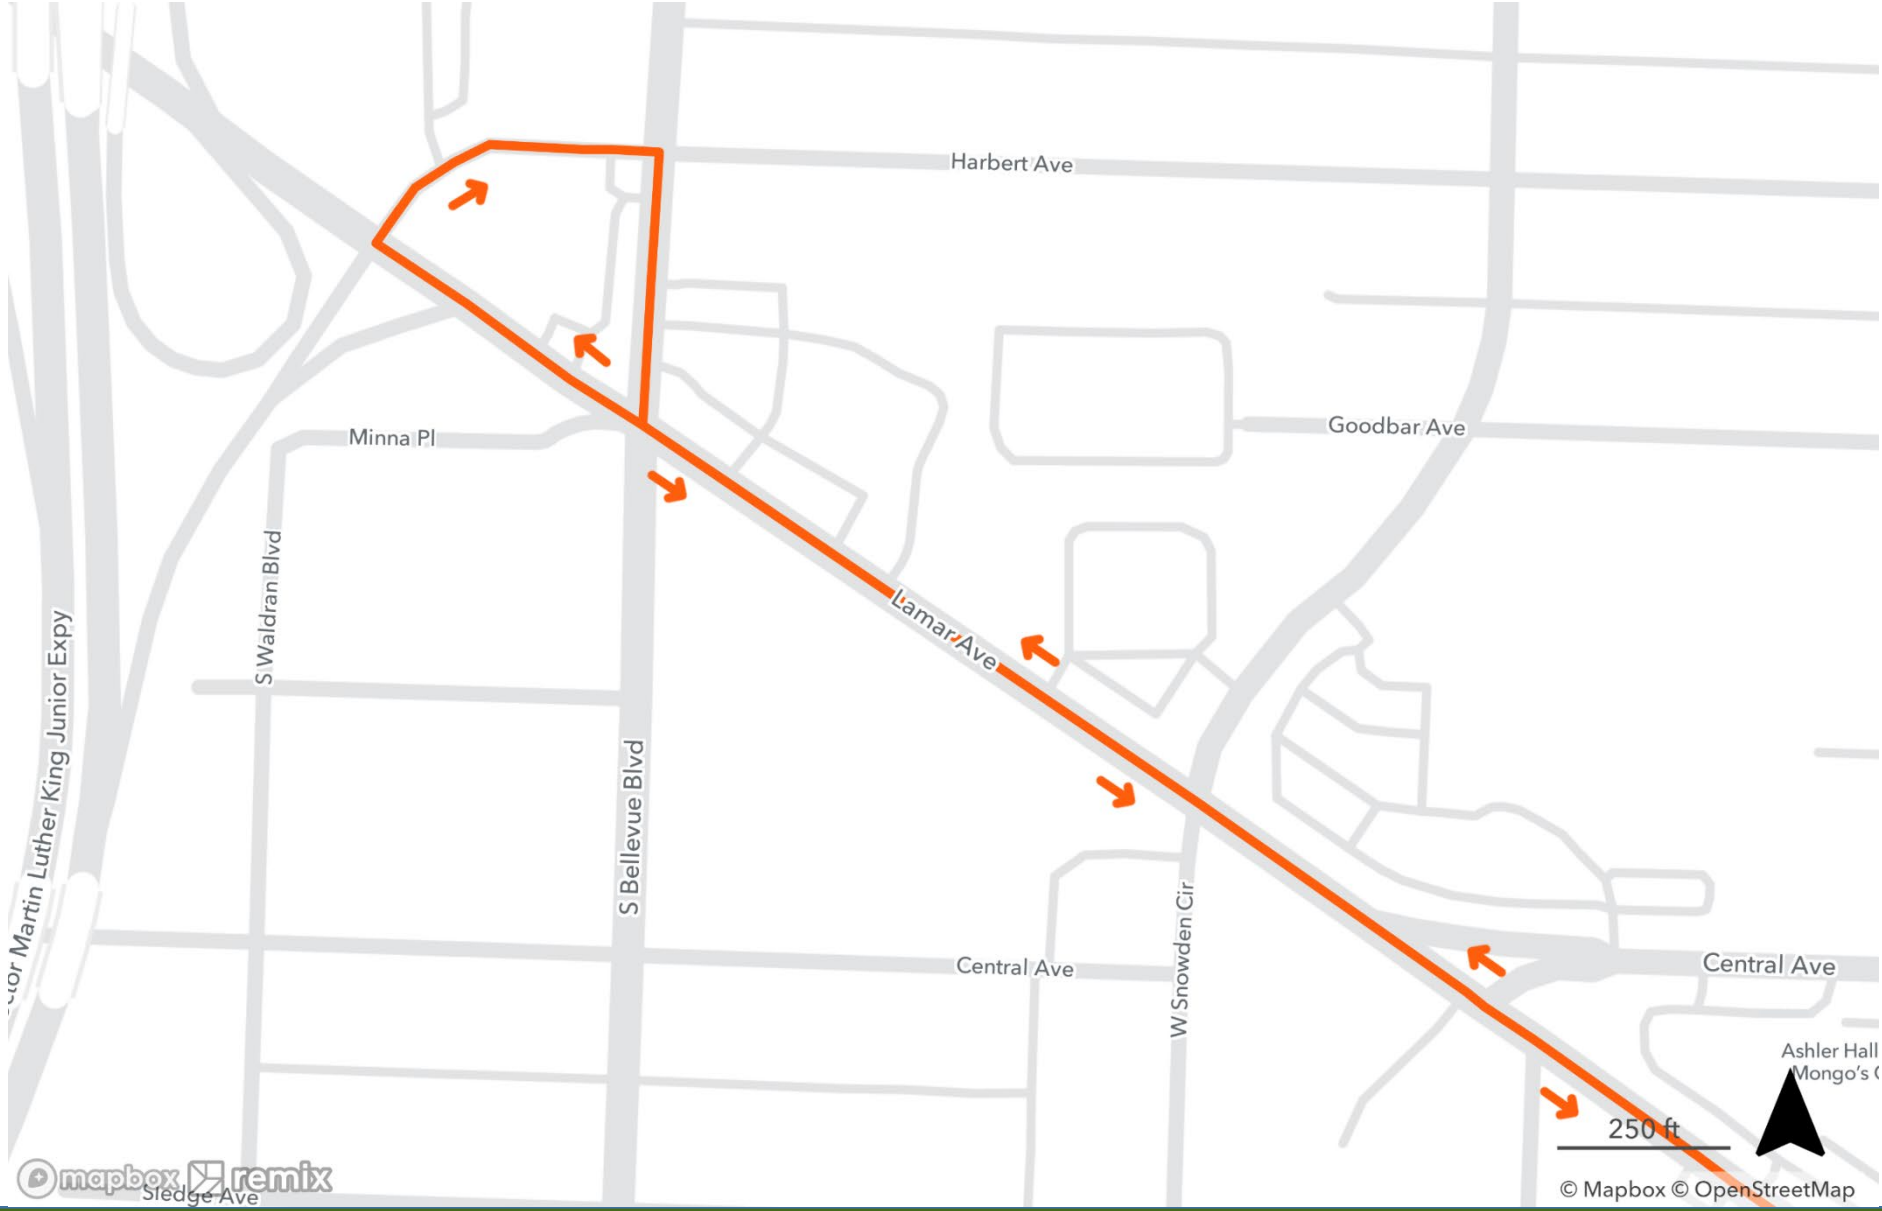 Harbert Ave
Minna Pl
Goodbar Ave
S Waldran Blvd
Lamar Ave
Martin Luther King Junior Expy
S Bellevue Blvd
W Snowden Cir
Central Ave
Central Ave
Ashler Hall
Mongo's
250 ft
mapbox remix
Sledge Ave
© Mapbox © OpenStreetMap